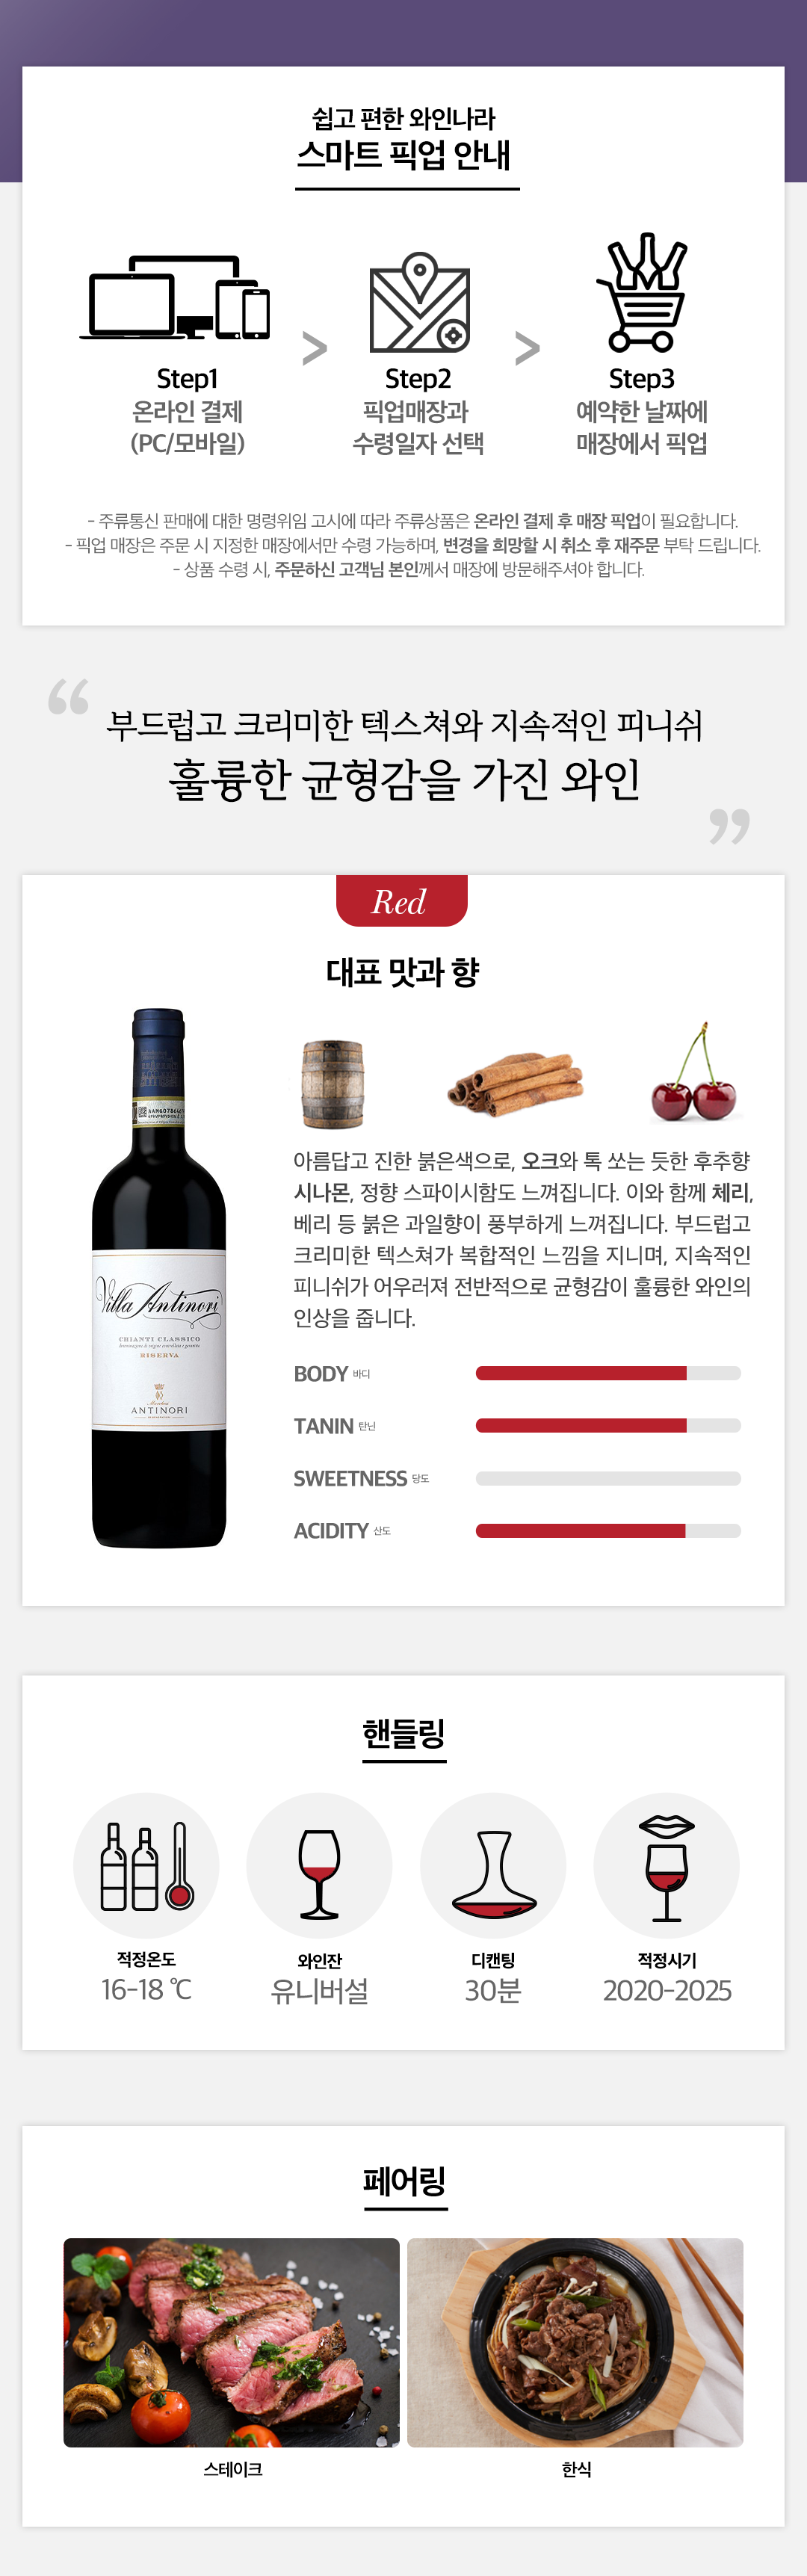 쉽고 편한 와인나라
스마트 픽업 안내
Step1
온라인 결제
(PC/모바일)
>
Step2
픽업매장과
수령일자 선택
>
Step3
예약한 날짜에
매장에서 픽업
- 주류통신 판매에 대한 명령위임 고시에 따라 주류상품은 온라인 결제 후 매장 픽업이 필요합니다.
- 픽업 매장은 주문 시 지정한 매장에서만 수령 가능하며, 변경을 희망할 시 취소 후 재주문 부탁 드립니다.
- 상품 수령 시, 주문하신 고객님 본인께서 매장에 방문해주셔야 합니다.
“ 부드럽고 크리미한 텍스쳐와 지속적인 피니쉬
훌륭한 균형감을 가진 와인 ”
Red
대표 맛과 향
Villa Antinori
CHIANTI CLASSICO
RISERVA
Marchesi
ANTINORI
아름답고 진한 붉은색으로, 오크와 톡 쏘는 듯한 후추향
시나몬, 정향 스파이시함도 느껴집니다. 이와 함께 체리,
베리 등 붉은 과일향이 풍부하게 느껴집니다. 부드럽고
크리미한 텍스쳐가 복합적인 느낌을 지니며, 지속적인
피니쉬가 어우러져 전반적으로 균형감이 훌륭한 와인의
인상을 줍니다.
BODY 바디
TANIN 탄닌
SWEETNESS 당도
ACIDITY 산도
핸들링
적정온도
16-18 ℃
와인잔
유니버설
디캔팅
30분
적정시기
2020-2025
페어링
스테이크
한식